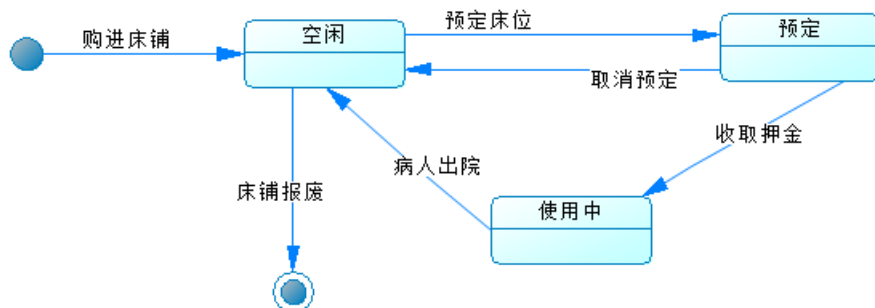 购进床铺
空闲
预定床位
预定
取消预定
收取押金
病人出院
床铺报废
使用中